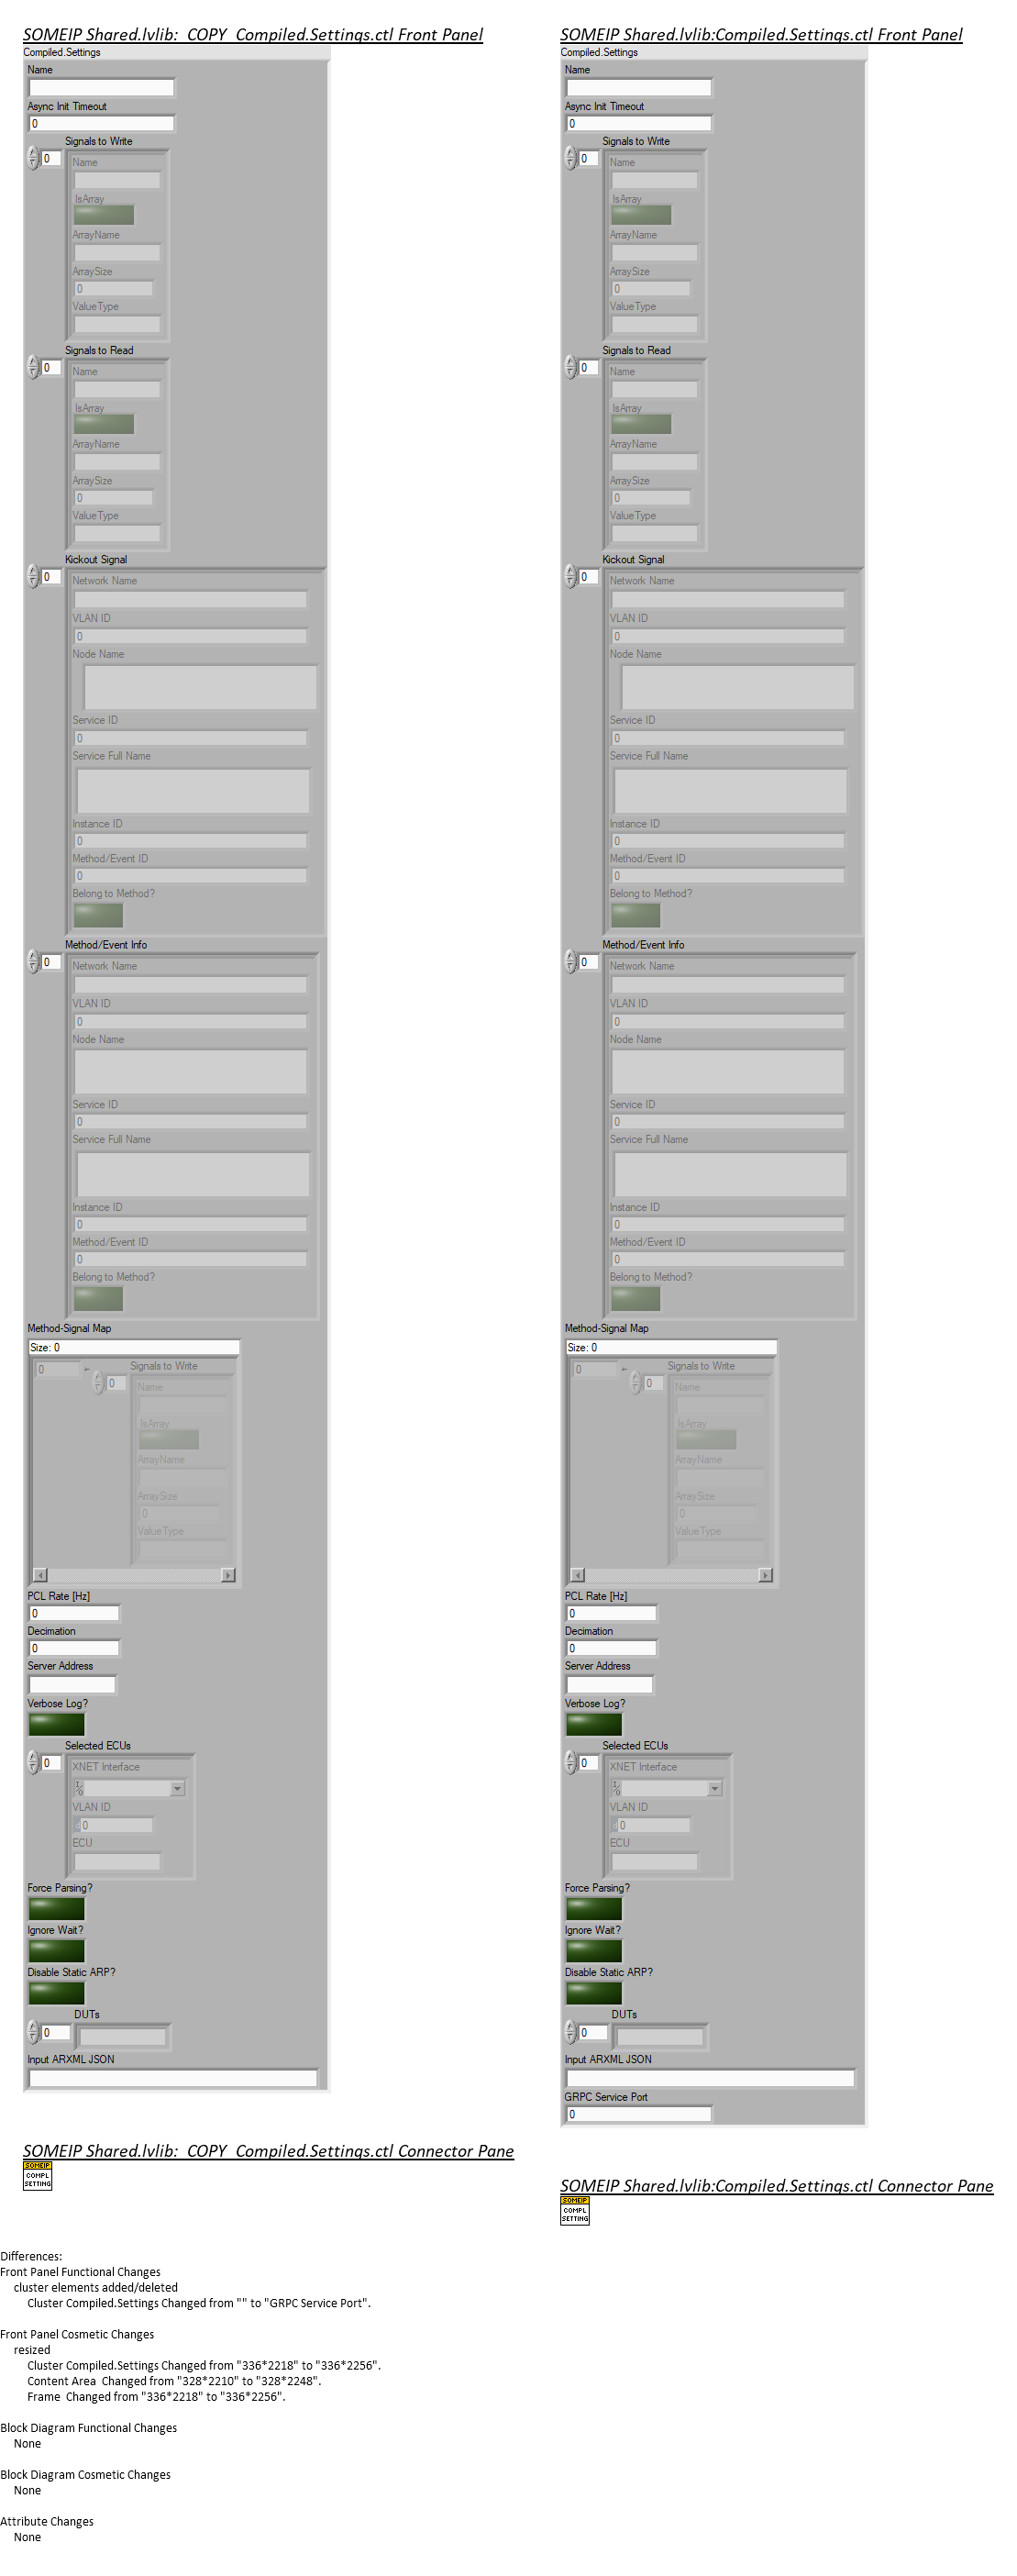 SOMEIP Shared.lvlib:_COPY_Compiled.Settings.ctl Front Panel
Compiled.Settings
Name
Async Init Timeout
0
Signals to Write
0
Name
IsArray
ArrayName
ArraySize
0
ValueType
Signals to Read
0
Name
IsArray
ArrayName
ArraySize
0
ValueType
Kickout Signal
0
Network Name
VLAN ID
0
Node Name
Service ID
0
Service Full Name
Instance ID
0
Method/Event ID
0
Belong to Method?
Method/Event Info
0
Network Name
VLAN ID
0
Node Name
Service ID
0
Service Full Name
Instance ID
0
Method/Event ID
0
Belong to Method?
Method-Signal Map
Size: 0
0
Signals to Write
0
Name
IsArray
ArrayName
ArraySize
0
ValueType
PCL Rate [Hz]
0
Decimation
0
Server Address
Verbose Log?
Selected ECUs
0
XNET Interface
VLAN ID
0
ECU
Force Parsing?
Ignore Wait?
Disable Static ARP?
DUTs
0
Input ARXML JSON
SOMEIP Shared.lvlib:_COPY_Compiled.Settings.ctl Connector Pane
SOMEIP
COMPL
SETTING
SOMEIP Shared.lvlib:Compiled.Settings.ctl Front Panel
Compiled.Settings
Name
Async Init Timeout
0
Signals to Write
0
Name
IsArray
ArrayName
ArraySize
0
ValueType
Signals to Read
0
Name
IsArray
ArrayName
ArraySize
0
ValueType
Kickout Signal
0
Network Name
VLAN ID
0
Node Name
Service ID
0
Service Full Name
Instance ID
0
Method/Event ID
0
Belong to Method?
Method/Event Info
0
Network Name
VLAN ID
0
Node Name
Service ID
0
Service Full Name
Instance ID
0
Method/Event ID
0
Belong to Method?
Method-Signal Map
Size: 0
0
Signals to Write
0
Name
IsArray
ArrayName
ArraySize
0
ValueType
PCL Rate [Hz]
0
Decimation
0
Server Address
Verbose Log?
Selected ECUs
0
XNET Interface
VLAN ID
0
ECU
Force Parsing?
Ignore Wait?
Disable Static ARP?
DUTs
0
Input ARXML JSON
GRPC Service Port
0
SOMEIP Shared.lvlib:Compiled.Settings.ctl Connector Pane
SOMEIP
COMPL
SETTING
Differences:
Front Panel Functional Changes
cluster elements added/deleted
Cluster Compiled.Settings Changed from "" to "GRPC Service Port".
Front Panel Cosmetic Changes
resized
Cluster Compiled.Settings Changed from "336*2218" to "336*2256".
Content Area  Changed from "328*2210" to "328*2248".
Frame  Changed from "336*2218" to "336*2256".
Block Diagram Functional Changes
None
Block Diagram Cosmetic Changes
None
Attribute Changes
None